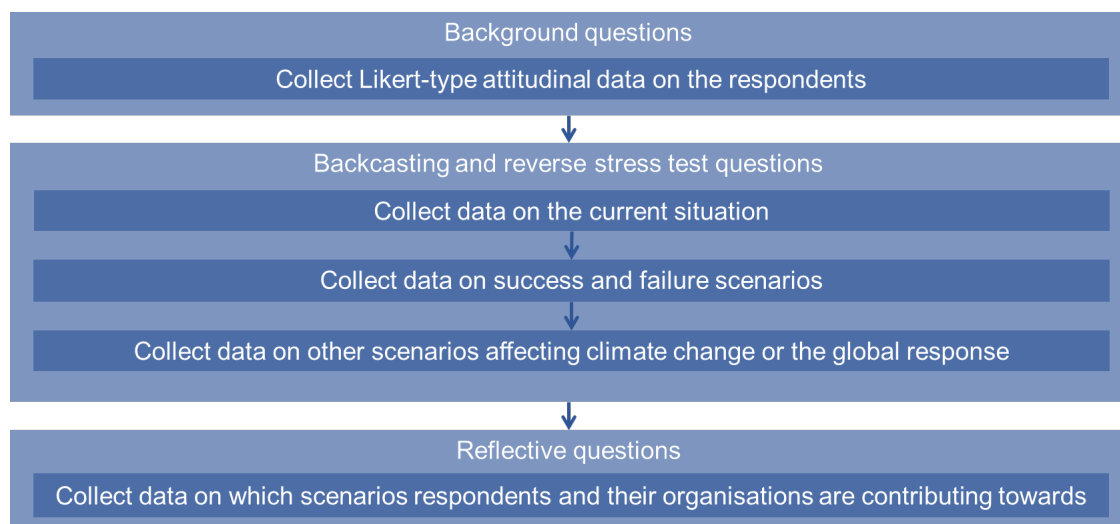 Background questions
Collect Likert-type attitudinal data on the respondents
Backcasting and reverse stress test questions
Collect data on the current situation
Collect data on success and failure scenarios
Collect data on other scenarios affecting climate change or the global response
Reflective questions
Collect data on which scenarios respondents and their organisations are contributing towards